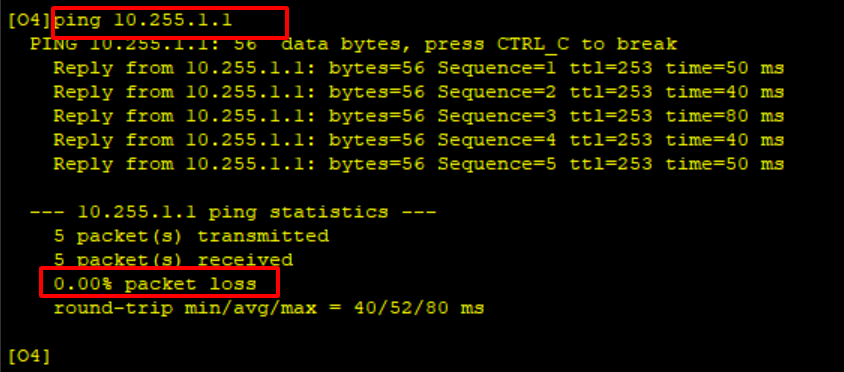 [O4]ping 10.255.1.1
PING 10.255.1.1: 56  data bytes, press CTRL_C to break
Reply from 10.255.1.1: bytes=56 Sequence=1 ttl=253 time=50 ms
Reply from 10.255.1.1: bytes=56 Sequence=2 ttl=253 time=40 ms
Reply from 10.255.1.1: bytes=56 Sequence=3 ttl=253 time=80 ms
Reply from 10.255.1.1: bytes=56 Sequence=4 ttl=253 time=40 ms
Reply from 10.255.1.1: bytes=56 Sequence=5 ttl=253 time=50 ms
--- 10.255.1.1 ping statistics ---
5 packet(s) transmitted
5 packet(s) received
0.00% packet loss
round-trip min/avg/max = 40/52/80 ms
[O4]